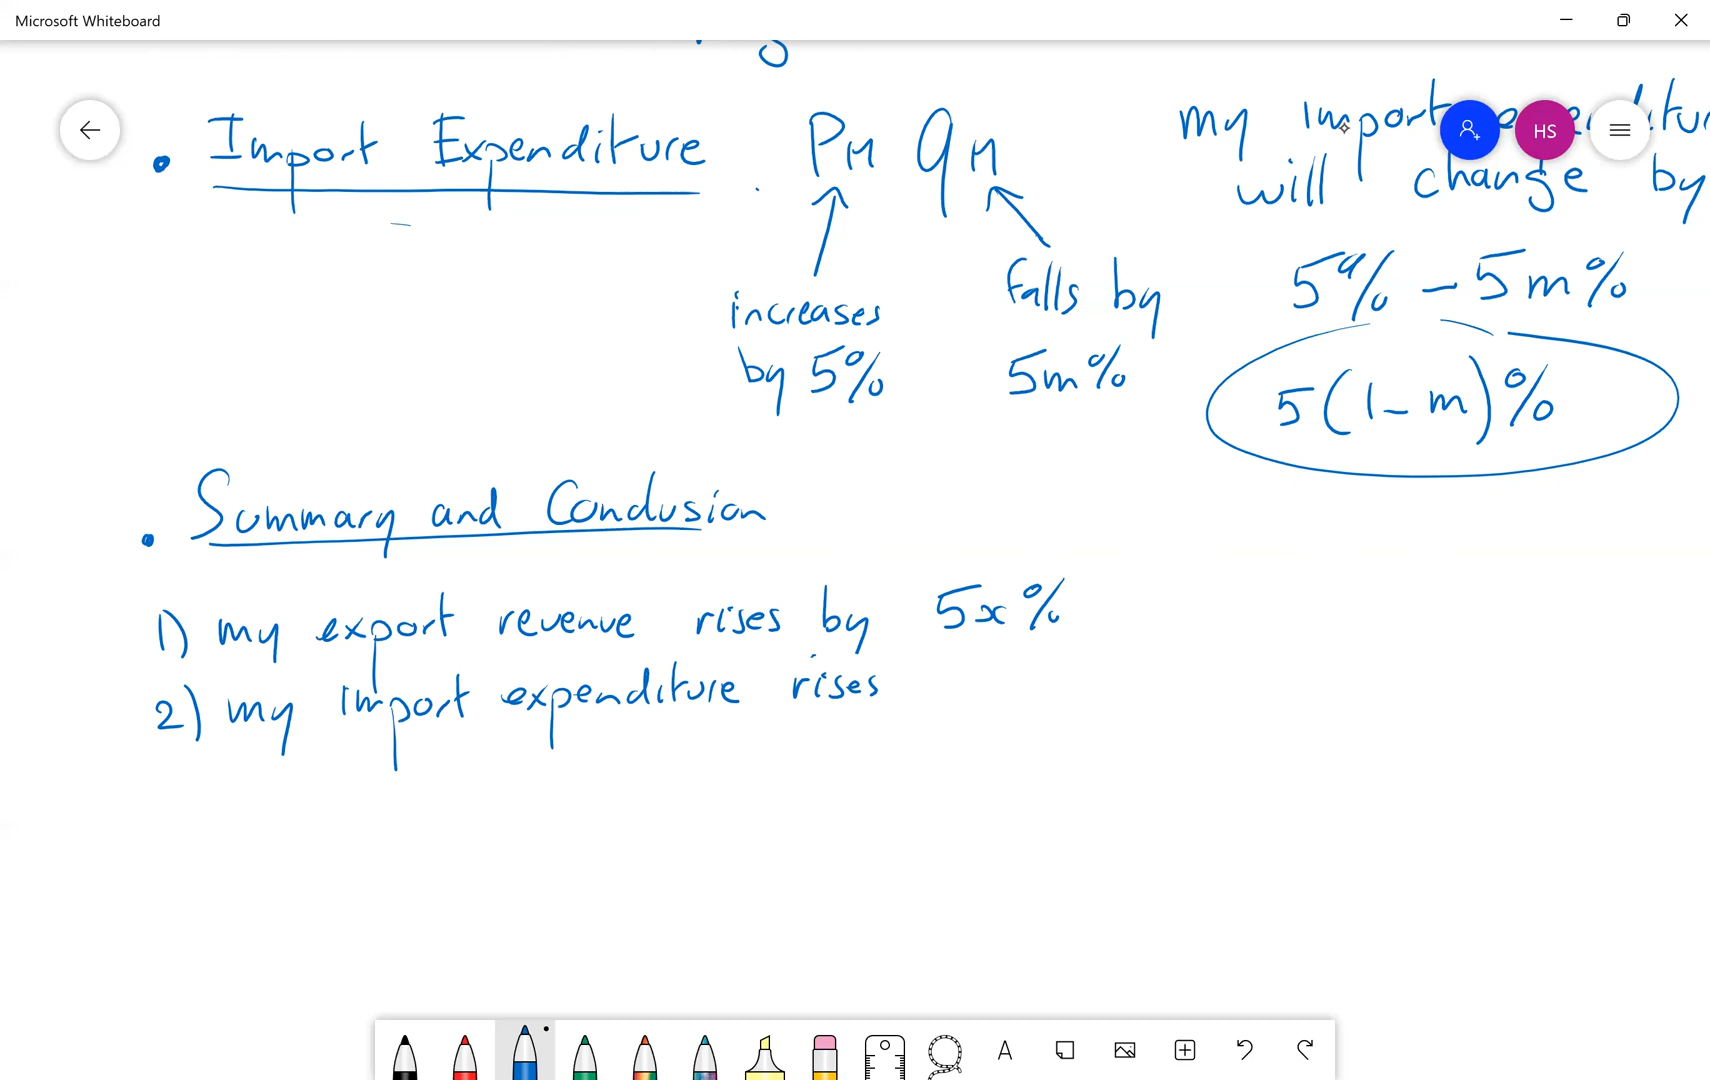 Microsoft Whiteboard
• Import Expenditure PM qM
my import
will change by
HS
increases
by 5%
falls by
5m%
5% - 5m%
5(1-m)%
• Summary and Conclusion
1) my export revenue rises by 5x%
2) my import expenditure rises
A